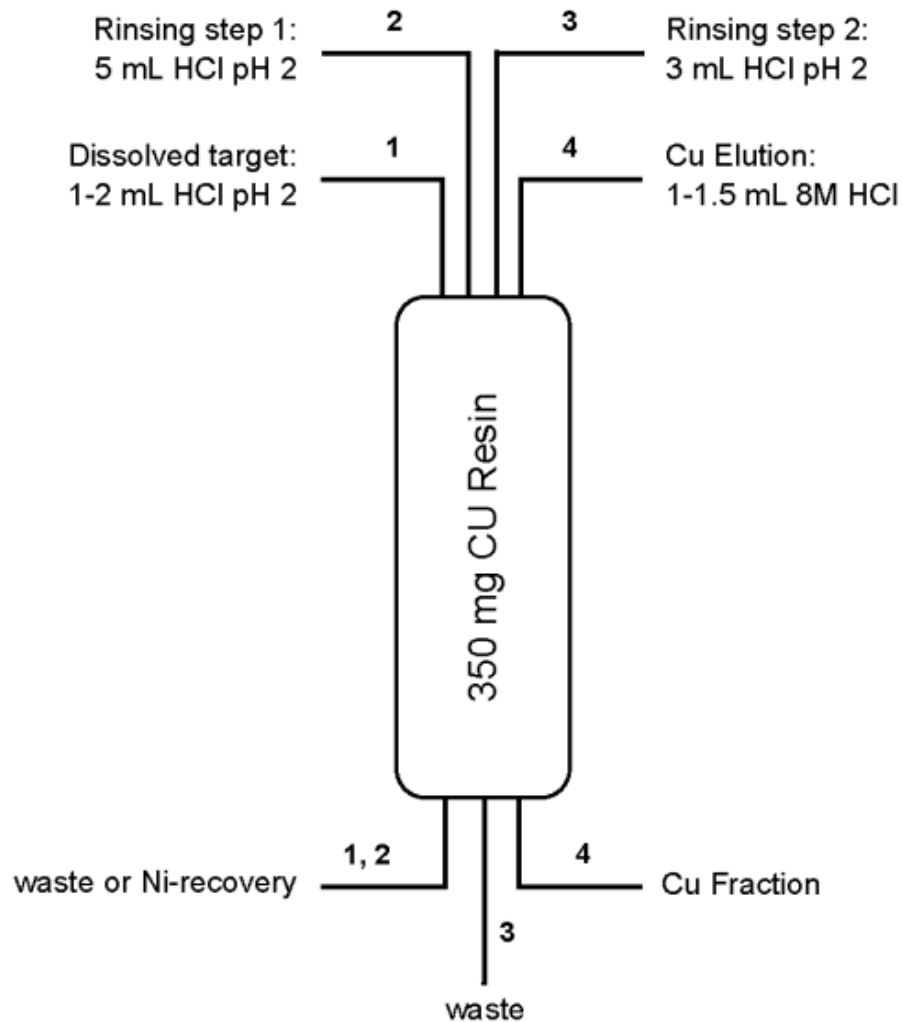 2
Rinsing step 1:
5 mL HCl pH 2
3
Rinsing step 2:
3 mL HCl pH 2
1
Dissolved target:
1-2 mL HCl pH 2
4
Cu Elution:
1-1.5 mL 8M HCl
350 mg CU Resin
1, 2
waste or Ni-recovery
4
Cu Fraction
3
waste